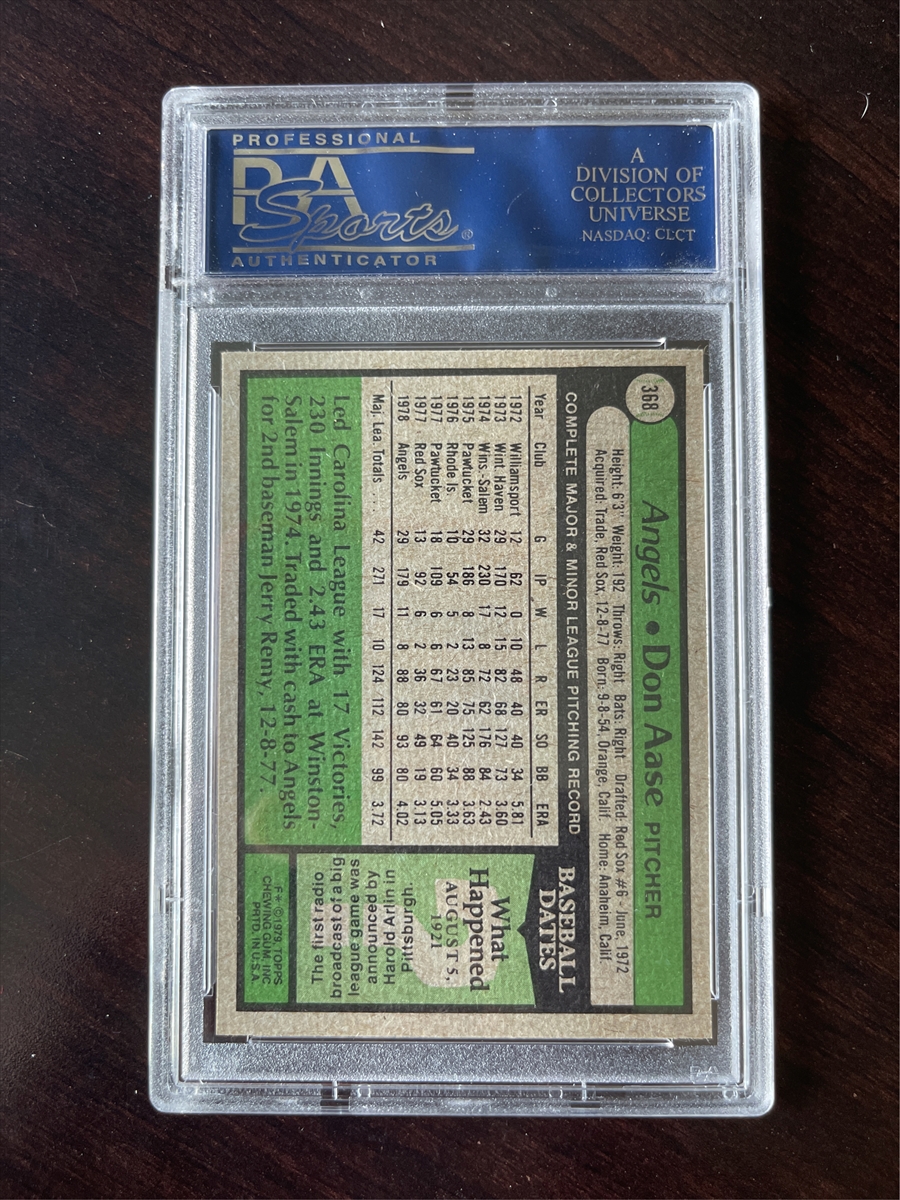 PROFESSIONAL
PSA
Sports®
AUTHENTICATOR
A
DIVISION OF
COLLECTORS
UNIVERSE
NASDAQ: CLCT
368
Angels • Don Aase PITCHER
Height: 6'3" Weight: 192 Throws: Right Bats: Right Drafted: Red Sox #6 - June, 1972
Acquired: Trade, Red Sox, 12-8-77 Born: 9-8-54, Orange, Calif. Home: Anaheim, Calif.
COMPLETE MAJOR & MINOR LEAGUE PITCHING RECORD
Year Club G IP W L R ER SO BB ERA
1972 Williamsport 12 62 0 10 48 40 40 34 5.81
1973 Wint. Haven 29 170 12 15 82 68 127 73 3.60
1974 Wins.-Salem 32 230 17 8 72 62 176 84 2.43
1975 Pawtucket 29 186 8 13 85 75 125 88 3.63
1976 Rhode Is. 10 54 5 2 23 20 40 34 3.33
1977 Pawtucket 18 109 6 6 67 61 64 60 5.05
1977 Red Sox 13 92 6 2 36 32 49 19 3.13
1978 Angels 29 179 11 8 88 80 93 80 4.02
Maj. Lea. Totals ... 42 271 17 10 124 112 142 99 3.72
Led Carolina League with 17 Victories,
230 Innings and 2.43 ERA at Winston-
Salem in 1974. Traded with cash to Angels
for 2nd baseman Jerry Remy, 12-8-77.
BASEBALL
DATES
What
Happened
AUGUST 5,
1921
The first radio
broadcast of a big
league game was
announced by
Harold Arlin in
Pittsburgh.
F* © 1979, TOPPS
CHEWING GUM, INC.
PRTD. IN U.S.A.
PSA